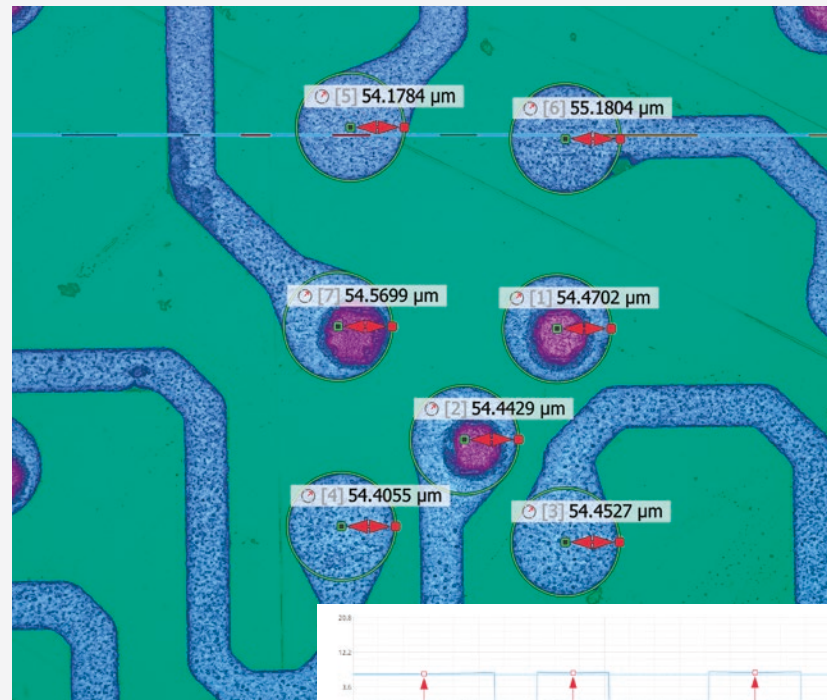 [5] 54.1784 µm
[6] 55.1804 µm
[7] 54.5699 µm
[1] 54.4702 µm
[2] 54.4429 µm
[4] 54.4055 µm
[3] 54.4527 µm
20.8
12.2
3.6